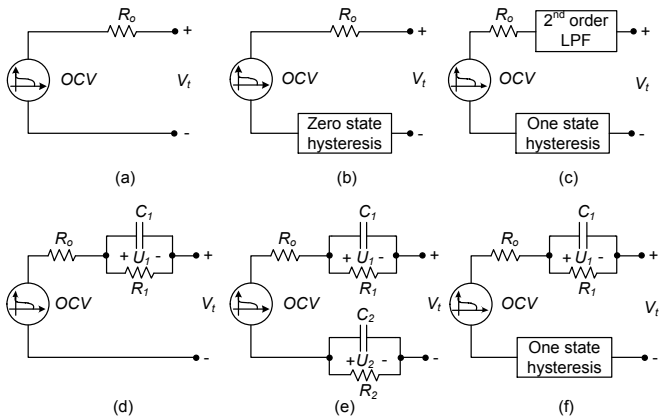 Ro
+
OCV
Vt
-
(a)
Ro
+
OCV
Vt
Zero state
hysteresis
-
(b)
Ro
2nd order
LPF
+
OCV
Vt
One state
hysteresis
-
(c)
C1
Ro
+ U1 -
R1
+
OCV
Vt
-
(d)
C1
Ro
+ U1 -
R1
+
OCV
Vt
C2
+ U2 -
R2
-
(e)
C1
Ro
+ U1 -
R1
+
OCV
Vt
One state
hysteresis
-
(f)